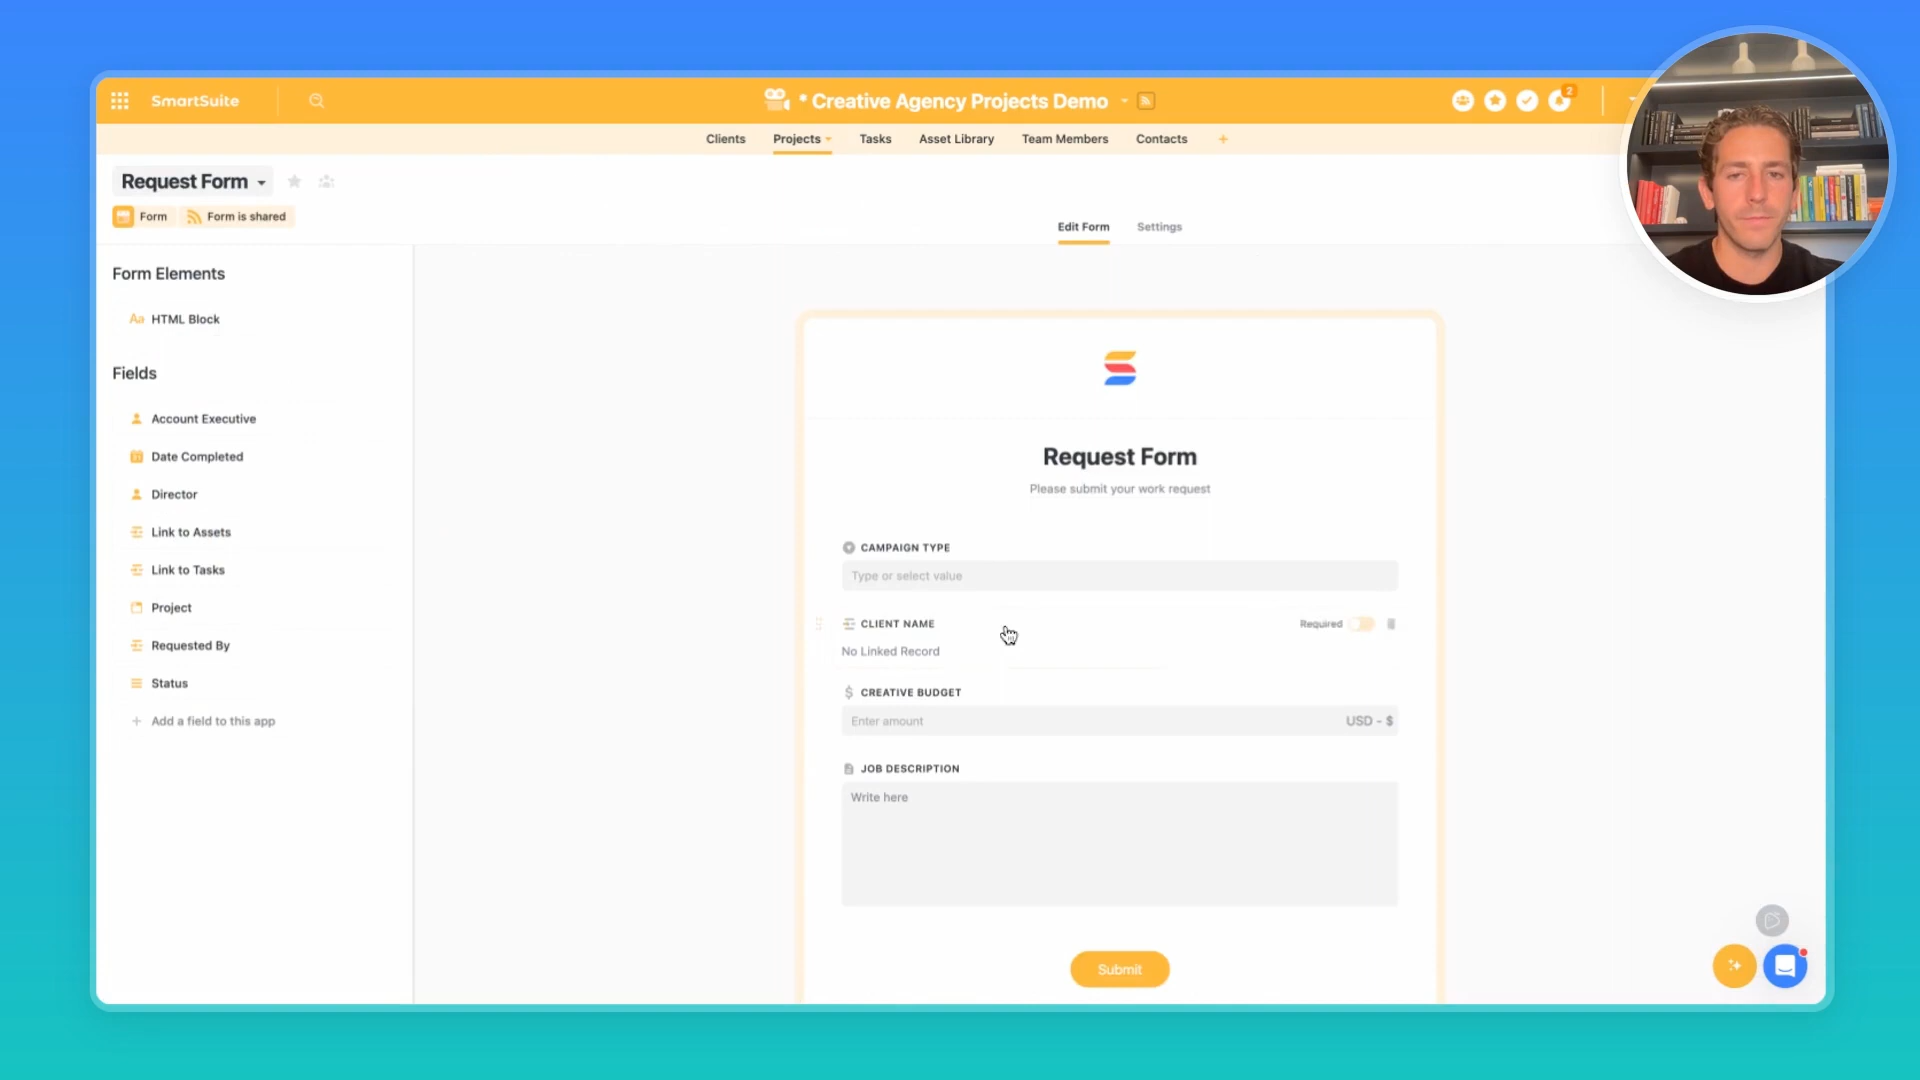 SmartSuite
* Creative Agency Projects Demo
2
Clients
Projects
Tasks
Asset Library
Team Members
Contacts
+
Request Form
Form
Form is shared
Edit Form
Settings
Form Elements
Aa HTML Block
Fields
Account Executive
Date Completed
Director
Link to Assets
Link to Tasks
Project
Requested By
Status
+ Add a field to this app
Request Form
Please submit your work request
CAMPAIGN TYPE
Type or select value
CLIENT NAME
Required
No Linked Record
$ CREATIVE BUDGET
Enter amount
USD - $
JOB DESCRIPTION
Write here
Submit